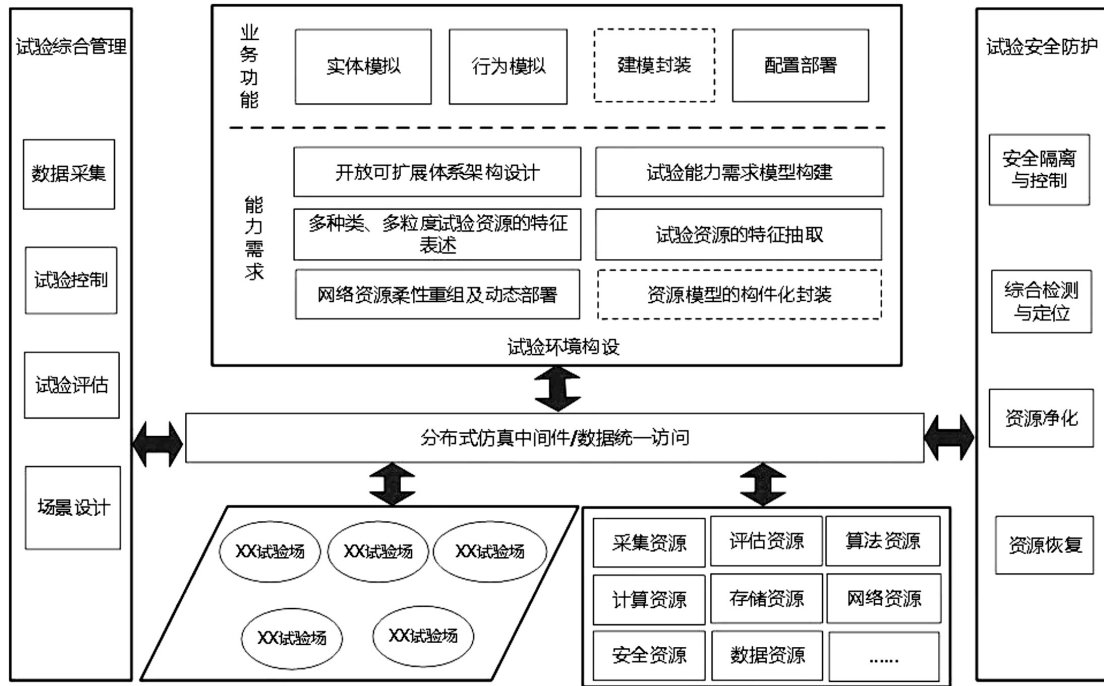 试验综合管理
数据采集
试验控制
试验评估
场景设计
业
务
功
能
实体模拟
行为模拟
建模封装
配置部署
能
力
需
求
开放可扩展体系架构设计
试验能力需求模型构建
多种类、多粒度试验资源的特征
表述
试验资源的特征抽取
网络资源柔性重组及动态部署
资源模型的构件化封装
试验环境构设
试验安全防护
安全隔离
与控制
综合检测
与定位
资源净化
资源恢复
分布式仿真中间件/数据统一访问
XX试验场
XX试验场
XX试验场
XX试验场
XX试验场
采集资源
评估资源
算法资源
计算资源
存储资源
网络资源
安全资源
数据资源
......